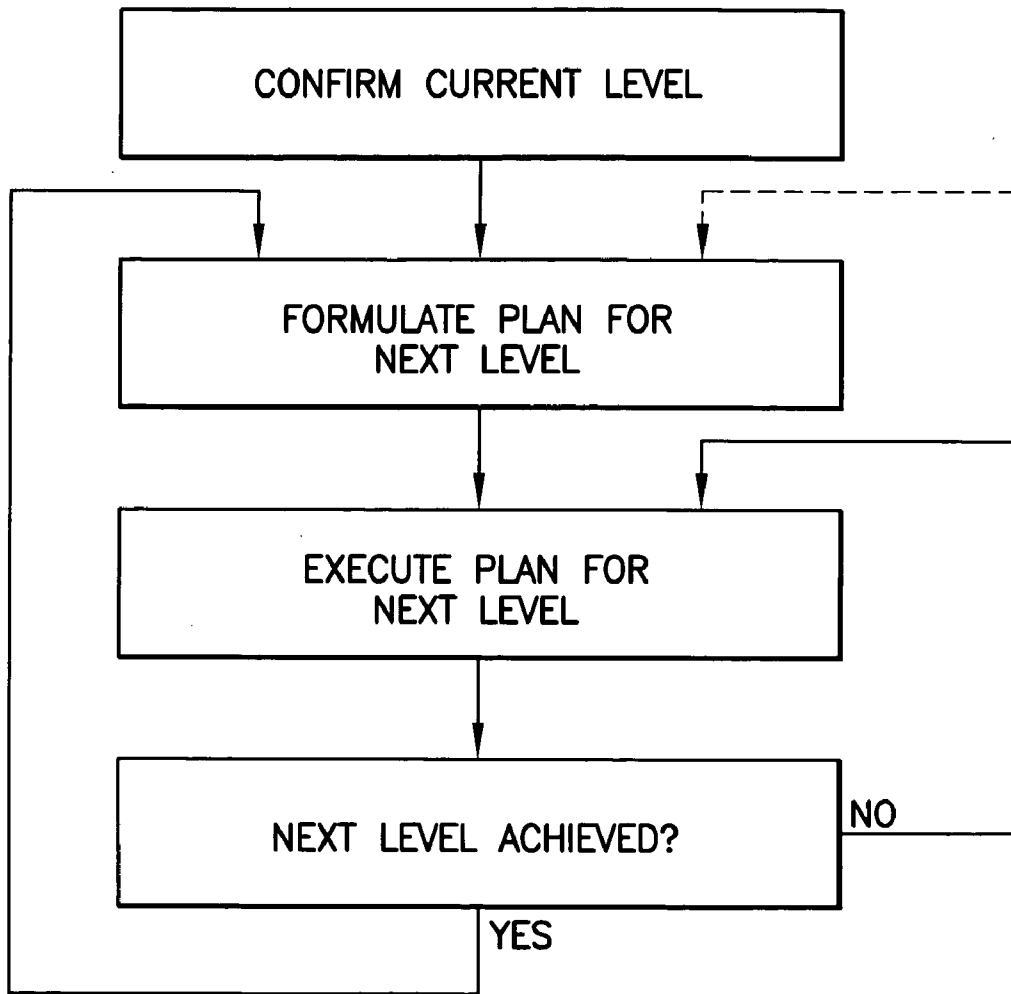 CONFIRM CURRENT LEVEL
FORMULATE PLAN FOR
NEXT LEVEL
EXECUTE PLAN FOR
NEXT LEVEL
NEXT LEVEL ACHIEVED?
NO
YES